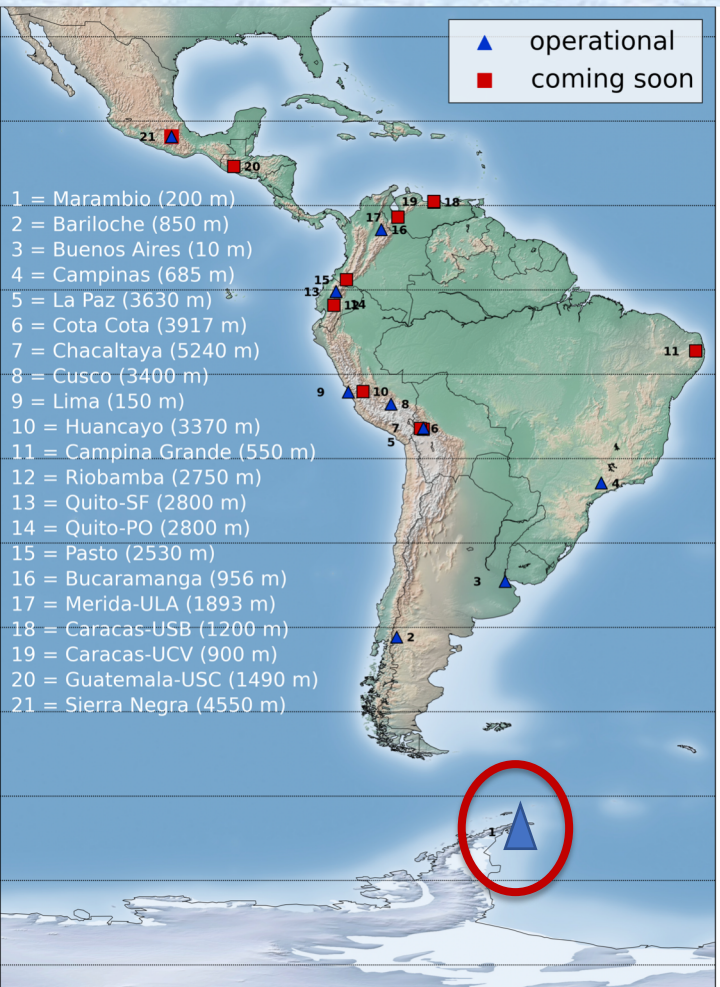 operational
coming soon
21
20
1 = Marambio (200 m)
19
18
17
16
2 = Bariloche (850 m)
3 = Buenos Aires (10 m)
4 = Campinas (685 m)
15
13
14
5 = La Paz (3630 m)
6 = Cota Cota (3917 m)
7 = Chacaltaya (5240 m)
11
8 = Cusco (3400 m)
9
10
8
9 = Lima (150 m)
10 = Huancayo (3370 m)
7
6
5
11 = Campina Grande (550 m)
12 = Riobamba (2750 m)
4
13 = Quito-SF (2800 m)
14 = Quito-PO (2800 m)
15 = Pasto (2530 m)
16 = Bucaramanga (956 m)
3
17 = Merida-ULA (1893 m)
18 = Caracas-USB (1200 m)
2
19 = Caracas-UCV (900 m)
20 = Guatemala-USC (1490 m)
21 = Sierra Negra (4550 m)
1